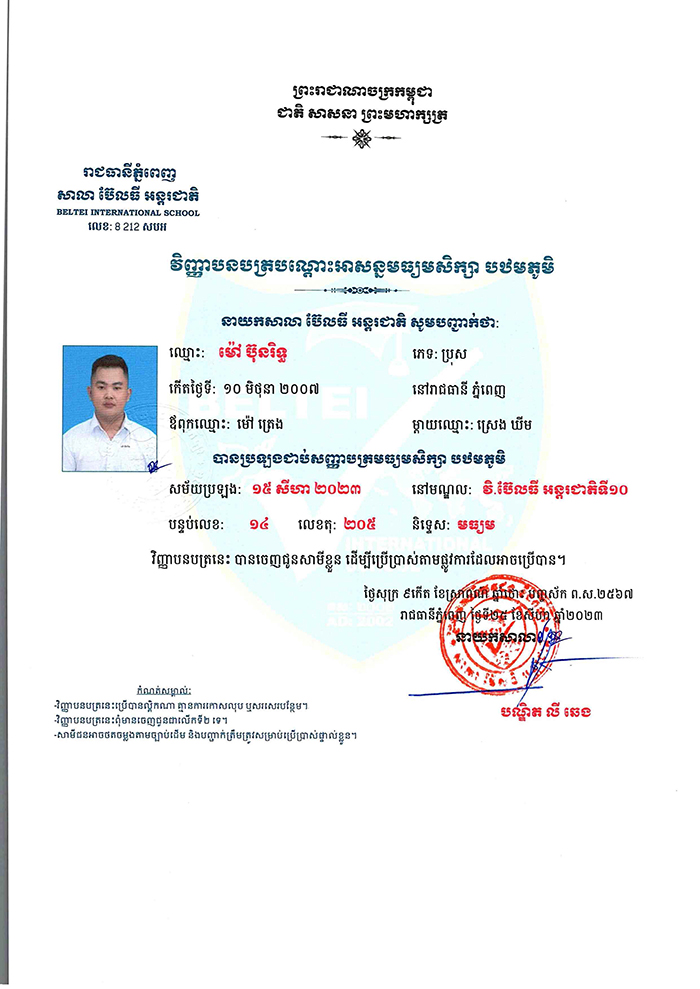 ព្រះរាជាណាចក្រកម្ពុជា
ជាតិ សាសនា ព្រះមហាក្សត្រ
រាជធានីភ្នំពេញ
សាលា ប៊ែលធី អន្តរជាតិ
BELTEI INTERNATIONAL SCHOOL
លេខ: 8 212 សបអ
វិញ្ញាបនបត្របណ្តោះអាសន្នមធ្យមសិក្សា បឋមភូមិ
នាយកសាលា ប៊ែលធី អន្តរជាតិ សូមបញ្ជាក់ថា:
ឈ្មោះ: ម៉ៅ ប៊ុនរិទ្ធ ភេទ: ប្រុស
កើតថ្ងៃទី: ១០ មិថុនា ២០០៧ នៅរាជធានី ភ្នំពេញ
ឪពុកឈ្មោះ: ម៉ៅ ត្រេង ម្តាយឈ្មោះ: ស្រេង ឃីម
បានប្រឡងជាប់សញ្ញាបត្រមធ្យមសិក្សា បឋមភូមិ
សម័យប្រឡង: ១៥ សីហា ២០២៣ នៅមណ្ឌល: វិ.ប៊ែលធី អន្តរជាតិទី១០
បន្ទប់លេខ: ១៤ លេខតុ: ២០៥ និទ្ទេស: មធ្យម
វិញ្ញាបនបត្រនេះ បានចេញជូនសាមីខ្លួន ដើម្បីប្រើប្រាស់តាមផ្លូវការដែលអាចប្រើបាន។
ថ្ងៃសុក្រ ៩កើត ខែស្រាពណ៍ ឆ្នាំថោះ បញ្ចស័ក ព.ស.២៥៦៧
រាជធានីភ្នំពេញ ថ្ងៃទី២៥ ខែសីហា ឆ្នាំ២០២៣
នាយកសាលា
បណ្ឌិត លី ឆេង
កំណត់សម្គាល់:
-វិញ្ញាបនបត្រនេះប្រើបានល្គឹកណា គ្មានការកោសលុប ឬសរសេរបន្ថែម។
-វិញ្ញាបនបត្រនេះពុំមានចេញជូនជាលើកទី២ ទេ។
-សាមីជនអាចថតចម្លងតាមច្បាប់ដើម និងបញ្ជាក់ត្រឹមត្រូវសម្រាប់ប្រើប្រាស់ផ្ទាល់ខ្លួន។